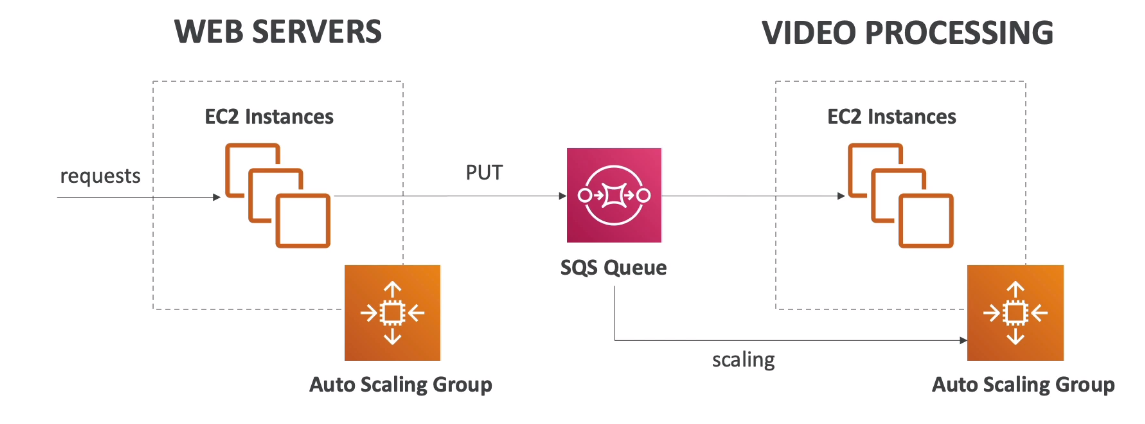 WEB SERVERS
VIDEO PROCESSING
EC2 Instances
EC2 Instances
requests
PUT
SQS Queue
scaling
Auto Scaling Group
Auto Scaling Group